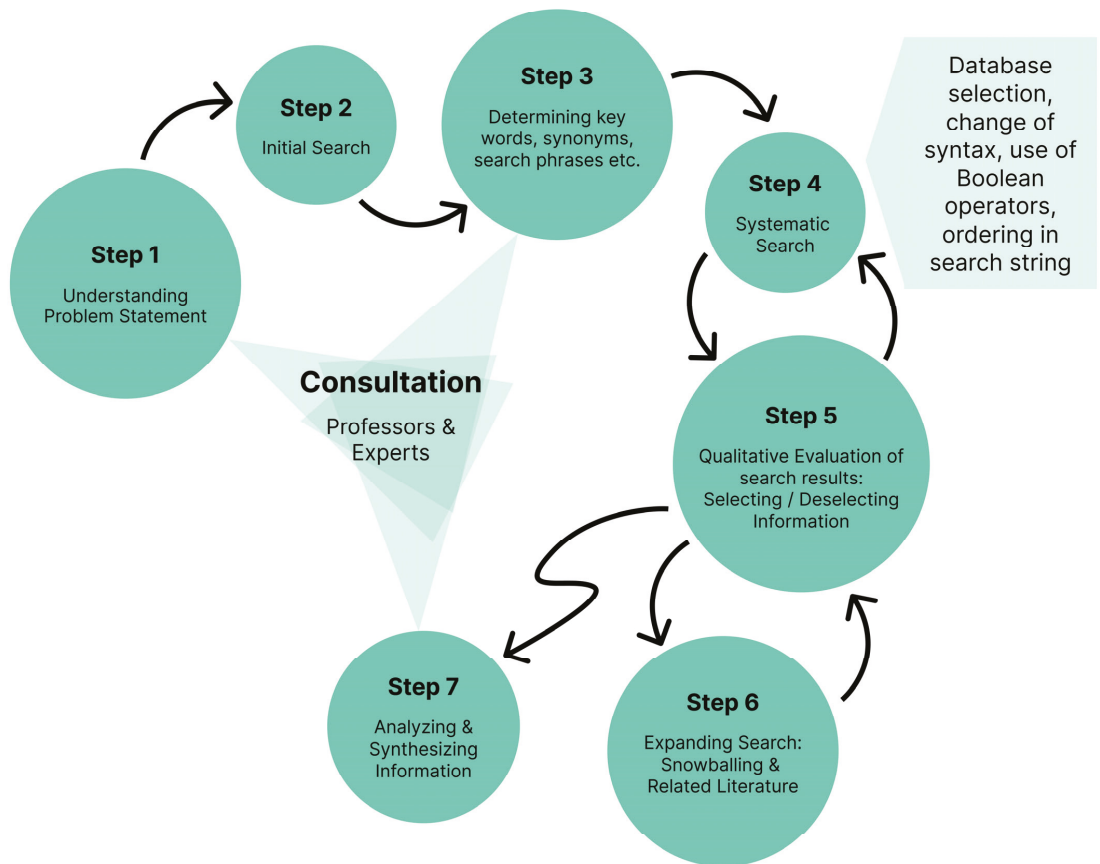 Step 1
Understanding
Problem Statement
Step 2
Initial Search
Step 3
Determining key
words, synonyms,
search phrases etc.
Step 4
Systematic
Search
Database
selection,
change of
syntax, use of
Boolean
operators,
ordering in
search string
Consultation
Professors &
Experts
Step 5
Qualitative Evaluation of
search results:
Selecting / Deselecting
Information
Step 6
Expanding Search:
Snowballing &
Related Literature
Step 7
Analyzing &
Synthesizing
Information